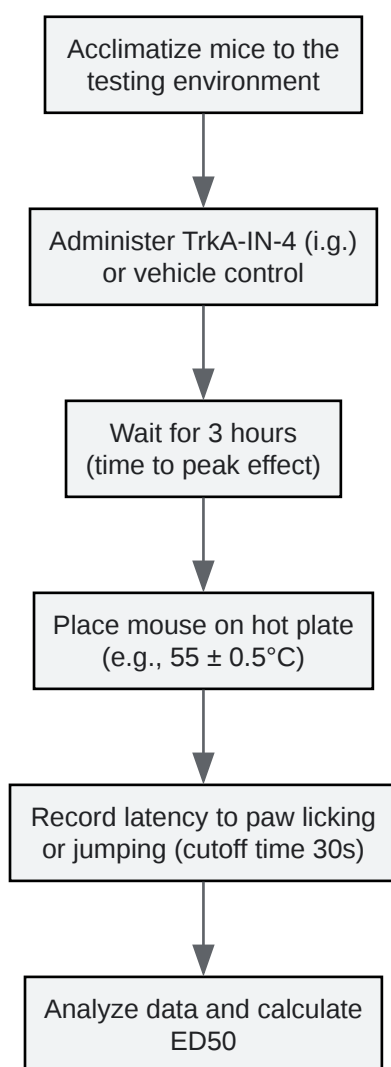 Acclimatize mice to the
testing environment
Administer TrkA-IN-4 (i.g.)
or vehicle control
Wait for 3 hours
(time to peak effect)
Place mouse on hot plate
(e.g., 55 ± 0.5°C)
Record latency to paw licking
or jumping (cutoff time 30s)
Analyze data and calculate
ED50